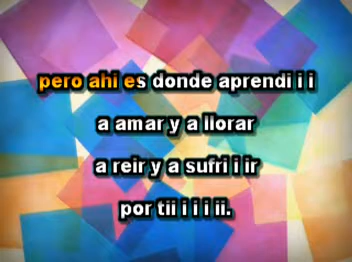 pero ahi es donde aprendi i i
a amar y a llorar
a reir y a sufri i ir
por tii i i i ii.